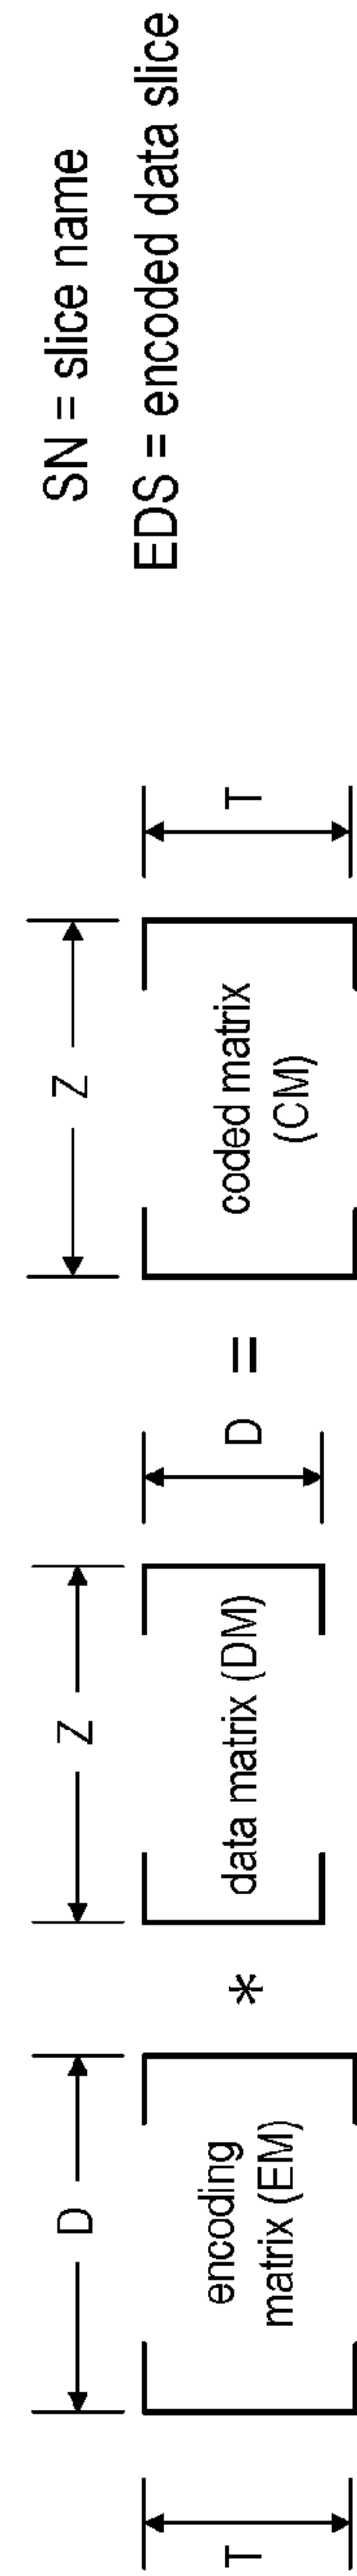 SN = slice name
EDS = encoded data slice
D
Z
Z
T
encoding
matrix (EM)
*
data matrix (DM)
D
=
coded matrix
(CM)
T